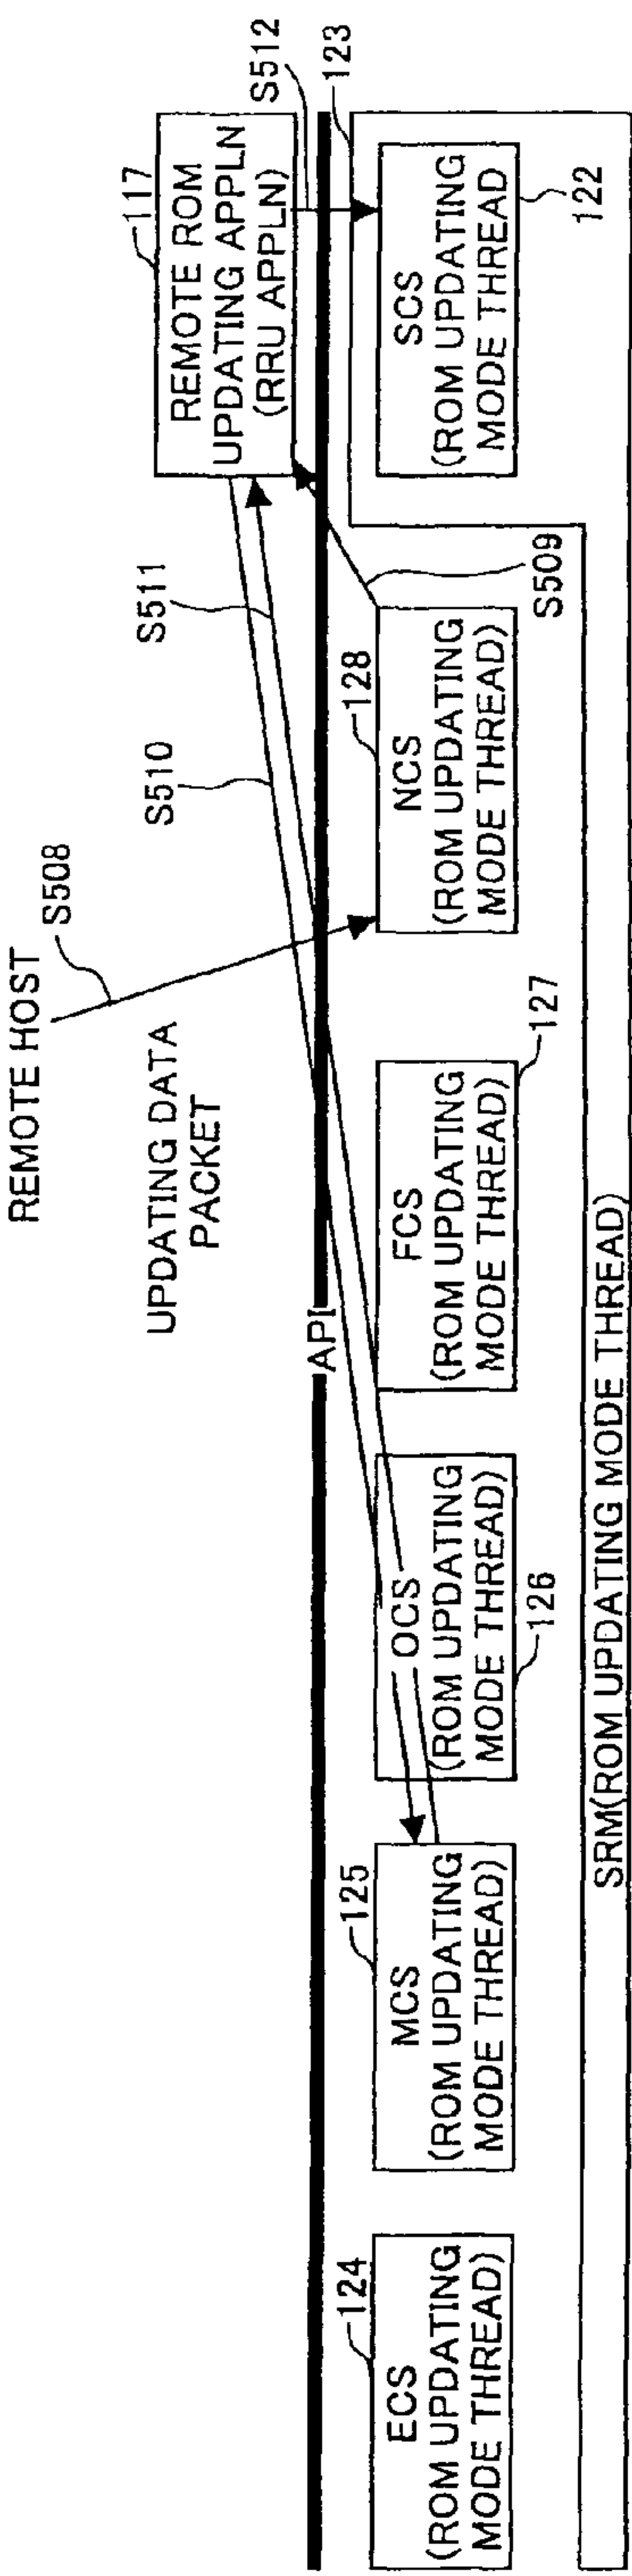 REMOTE HOST
S508
UPDATING DATA
PACKET
S510
S511
117
REMOTE ROM
UPDATING APPLN
(RRU APPLN)
S512
API
123
124
ECS
(ROM UPDATING
MODE THREAD)
125
MCS
(ROM UPDATING
MODE THREAD)
OCS
(ROM UPDATING
MODE THREAD)
126
FCS
(ROM UPDATING
MODE THREAD)
127
128
NCS
(ROM UPDATING
MODE THREAD)
S509
SCS
(ROM UPDATING
MODE THREAD
122
SRM(ROM UPDATING MODE THREAD)